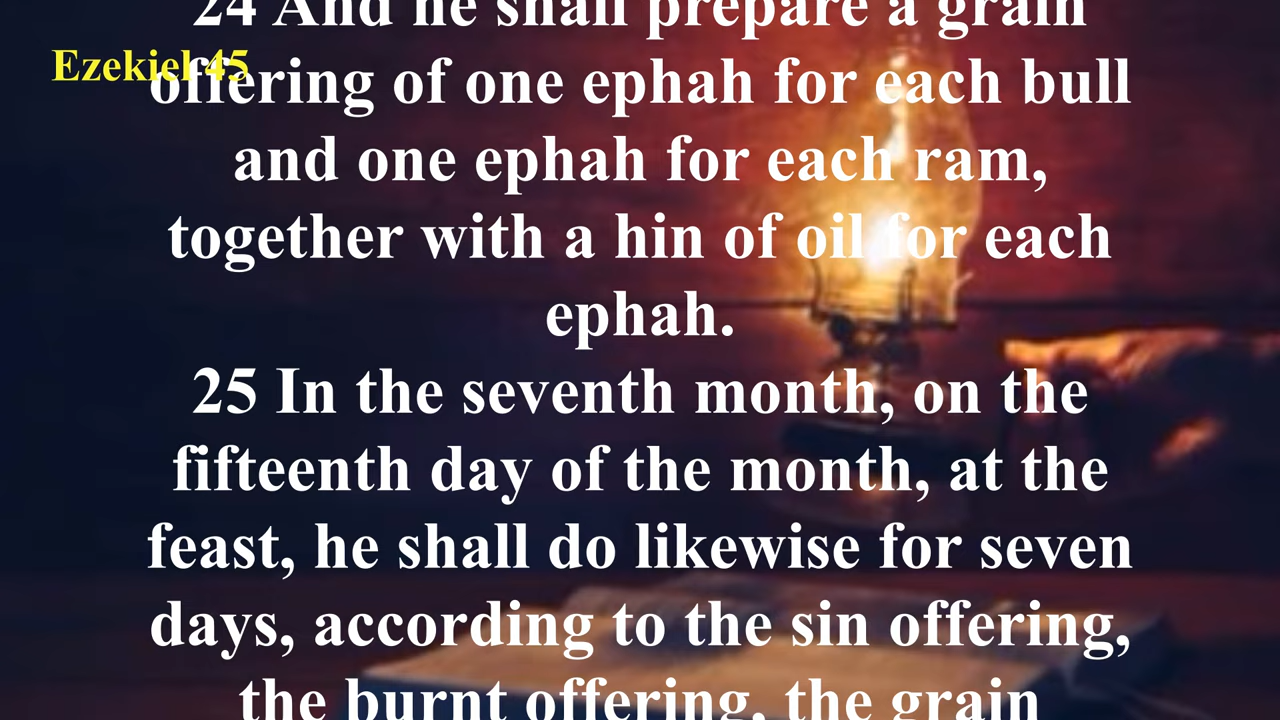 24 And he shall prepare a grain
Ezekiel 45
offering of one ephah for each bull
and one ephah for each ram,
together with a hin of oil for each
ephah.
25 In the seventh month, on the
fifteenth day of the month, at the
feast, he shall do likewise for seven
days, according to the sin offering,
the burnt offering, the grain